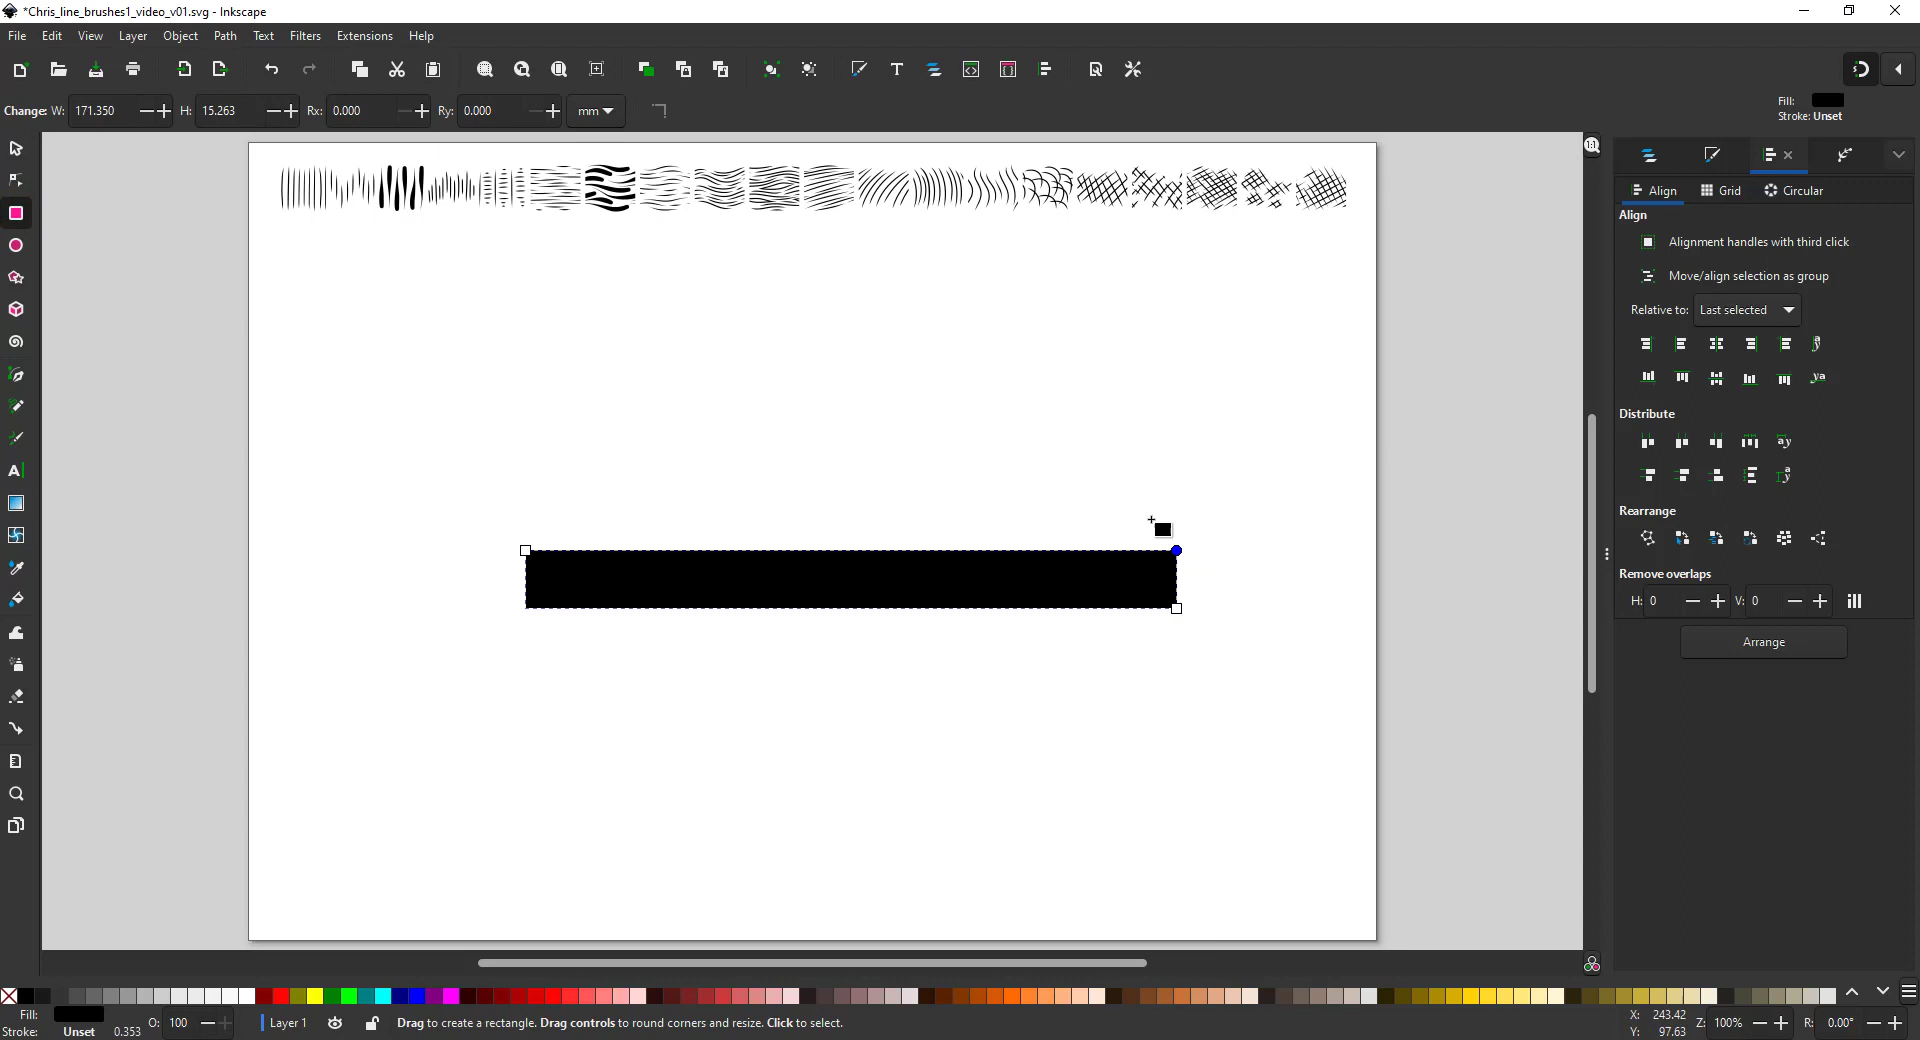 *Chris_line_brushes1_video_v01.svg - Inkscape
File Edit View Layer Object Path Text Filters Extensions Help
Change: W: 171.350 H: 15.263 Rx: 0.000 Ry: 0.000 mm
Fill:
Stroke: Unset
1:1
Align Grid Circular
Align
Alignment handles with third click
Move/align selection as group
Relative to: Last selected
Distribute
Rearrange
Remove overlaps
H: 0 V: 0
Arrange
Fill:
Stroke: Unset 0.353 O: 100 Layer 1 Drag to create a rectangle. Drag controls to round corners and resize. Click to select.
X: 243.42
Y: 97.63
Z: 100% R: 0.00°